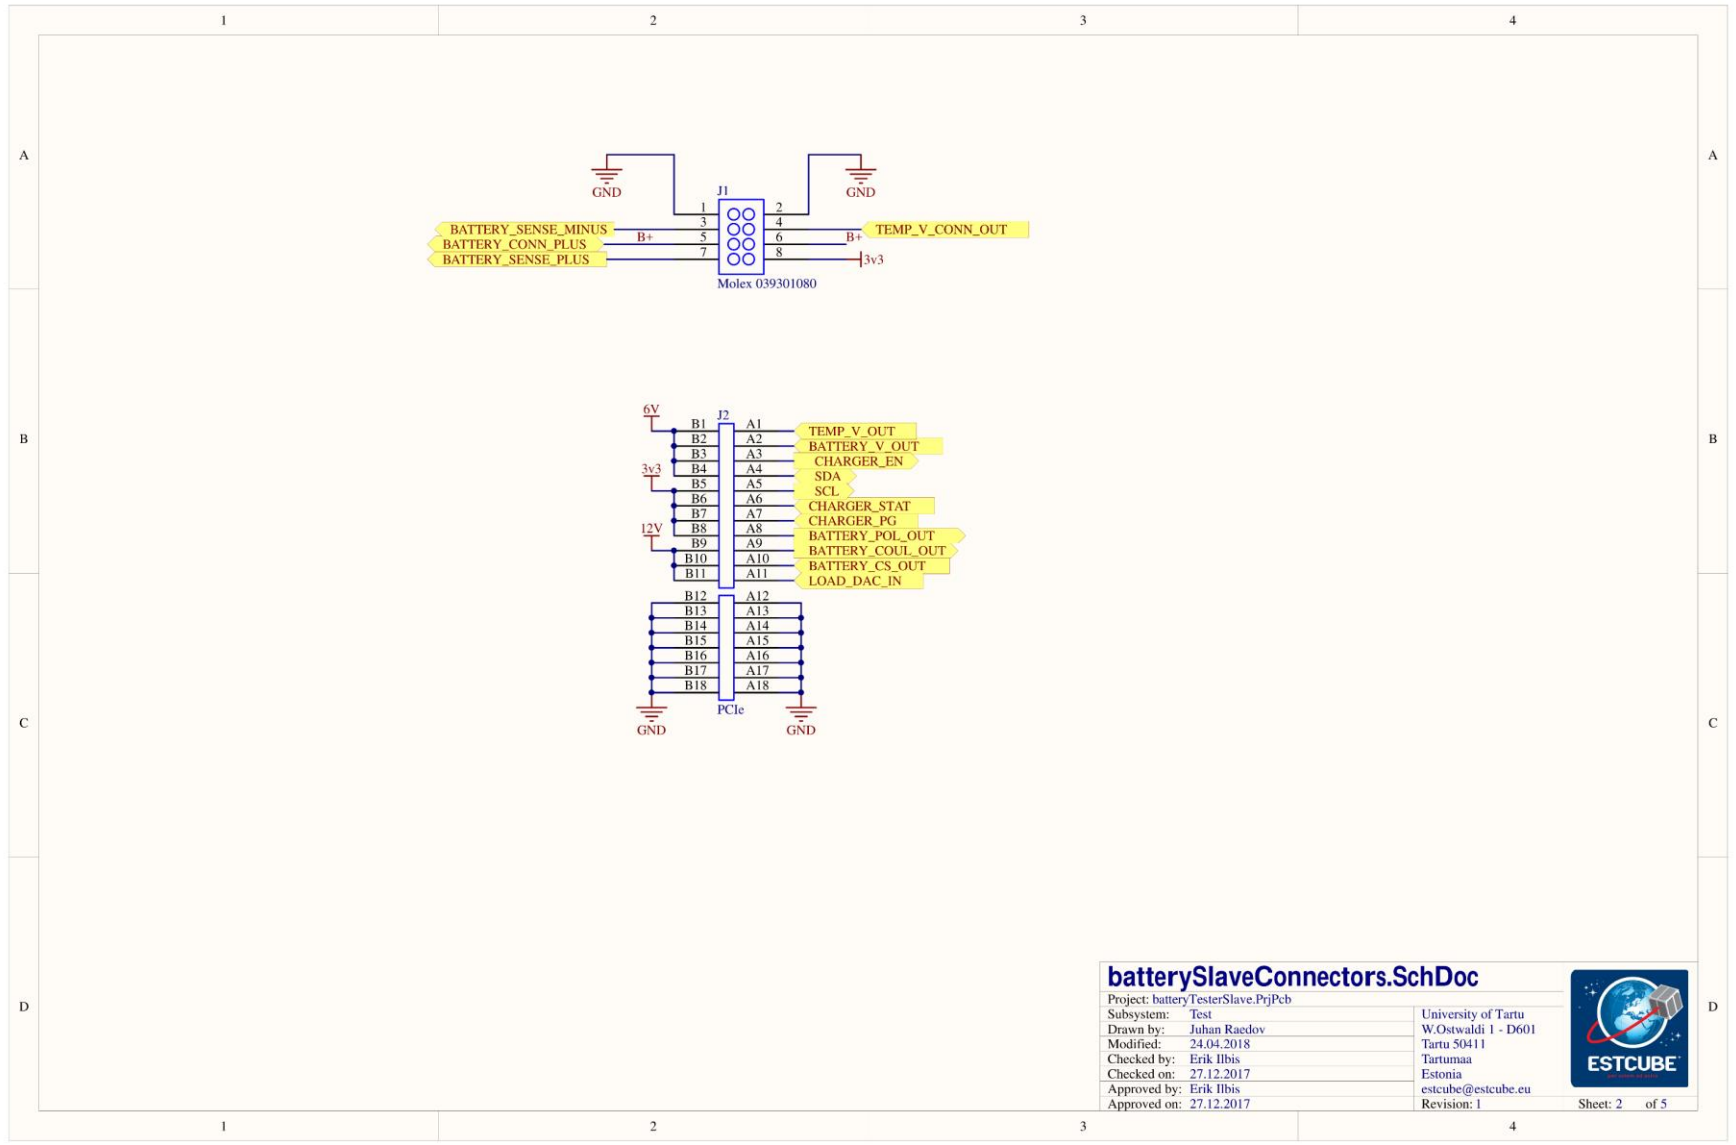 1 2 3 4
A A
GND GND
J1
1 2
3 4
BATTERY_SENSE_MINUS TEMP_V_CONN_OUT
BATTERY_CONN_PLUS B+ 5 6 B+
BATTERY_SENSE_PLUS 7 8 3v3
Molex 039301080
6V J2
B B1 A1 TEMP_V_OUT B
B2 A2 BATTERY_V_OUT
B3 A3 CHARGER_EN
3v3 B4 A4 SDA
B5 A5 SCL
B6 A6 CHARGER_STAT
B7 A7 CHARGER_PG
12V B8 A8 BATTERY_POL_OUT
B9 A9 BATTERY_COUL_OUT
B10 A10 BATTERY_CS_OUT
B11 A11 LOAD_DAC_IN
B12 A12
B13 A13
B14 A14
B15 A15
B16 A16
B17 A17
B18 A18
PCIe
C C
GND GND
batterySlaveConnectors.SchDoc
Project: batteryTesterSlave.PrjPcb
D D
Subsystem: Test University of Tartu
Drawn by: Juhan Raedov W.Ostwaldi 1 - D601
Modified: 24.04.2018 Tartu 50411
Checked by: Erik Ilbis Tartumaa
Checked on: 27.12.2017 Estonia
Approved by: Erik Ilbis estcube@estcube.eu
Approved on: 27.12.2017 Revision: 1 Sheet: 2 of 5
ESTCUBE
1 2 3 4